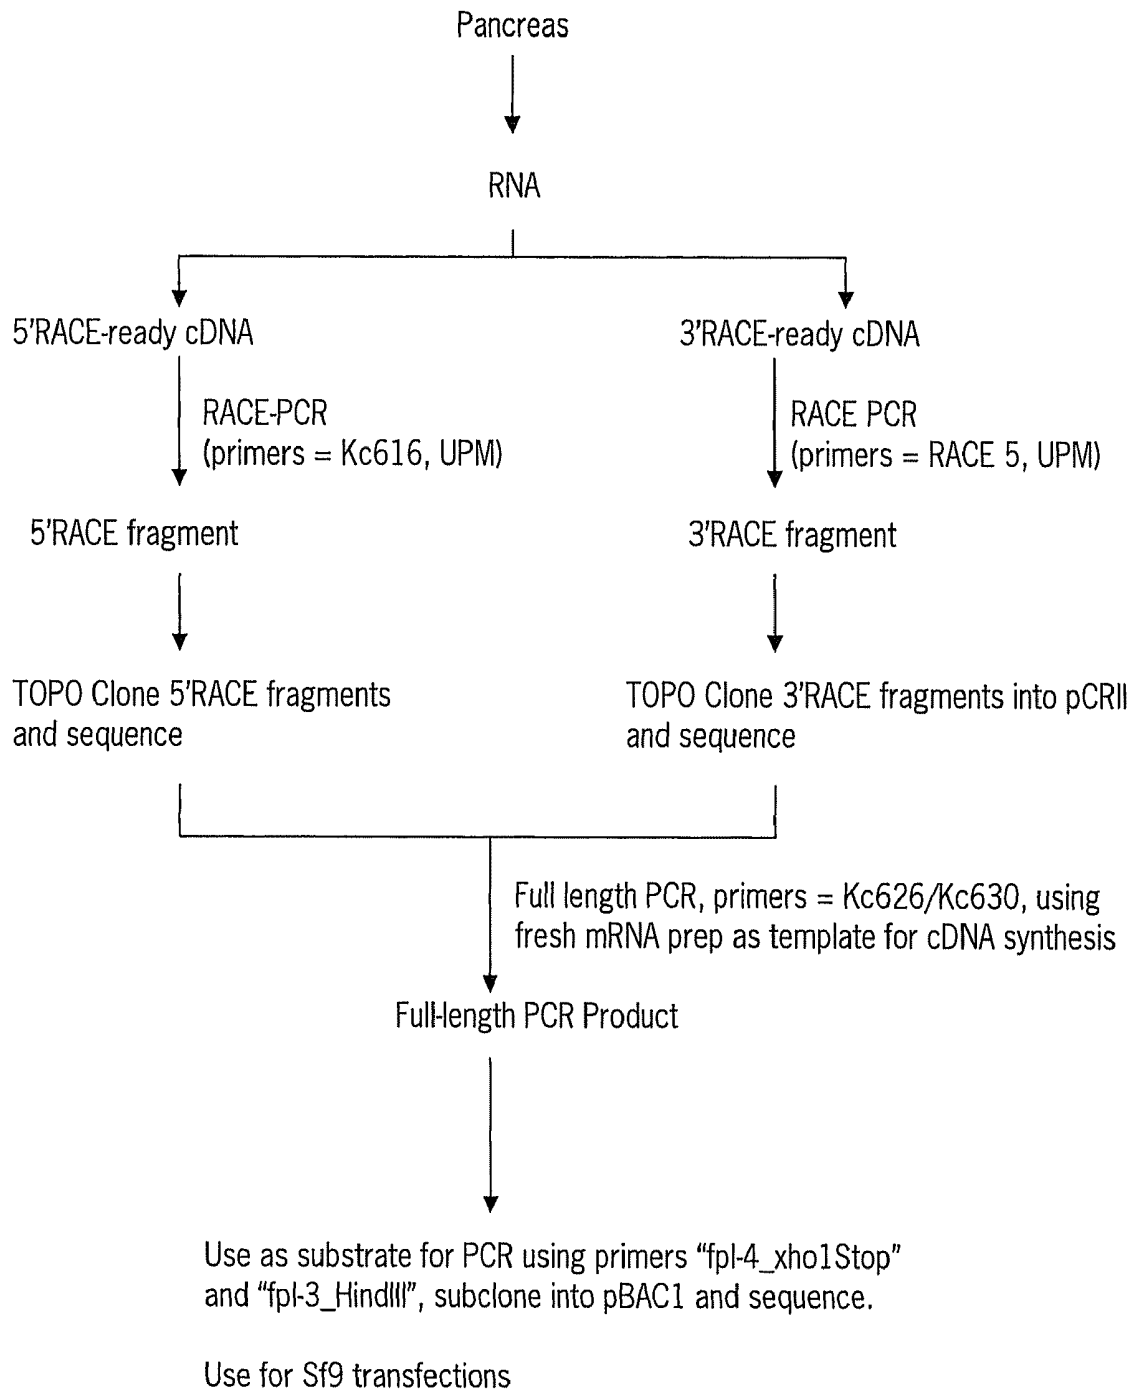 Pancreas
RNA
5'RACE-ready cDNA
3'RACE-ready cDNA
RACE-PCR
(primers = Kc616, UPM)
RACE PCR
(primers = RACE 5, UPM)
5'RACE fragment
3'RACE fragment
TOPO Clone 5'RACE fragments
and sequence
TOPO Clone 3'RACE fragments into pCRII
and sequence
Full length PCR, primers = Kc626/Kc630, using
fresh mRNA prep as template for cDNA synthesis
Full-length PCR Product
Use as substrate for PCR using primers “fpl-4_xho1Stop”
and “fpl-3_HindIII”, subclone into pBAC1 and sequence.
Use for Sf9 transfections